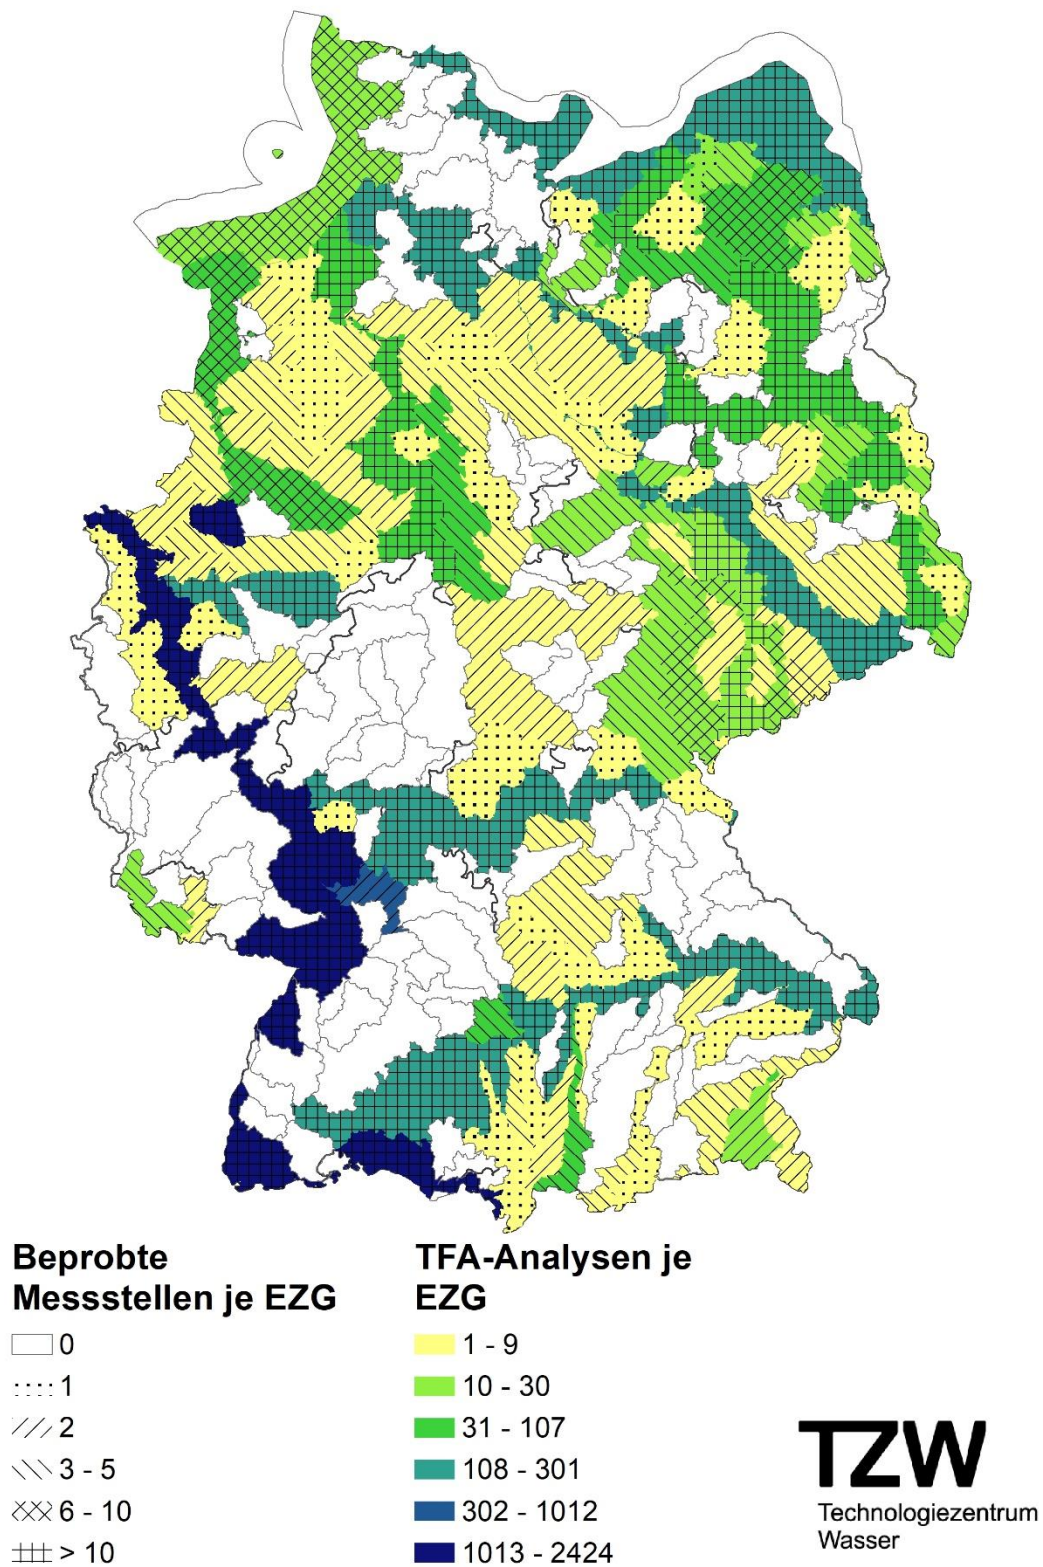 Beprobte
Messstellen je EZG
0
1
2
3 - 5
6 - 10
> 10
TFA-Analysen je
EZG
1 - 9
10 - 30
31 - 107
108 - 301
302 - 1012
1013 - 2424
TZW
Technologiezentrum
Wasser